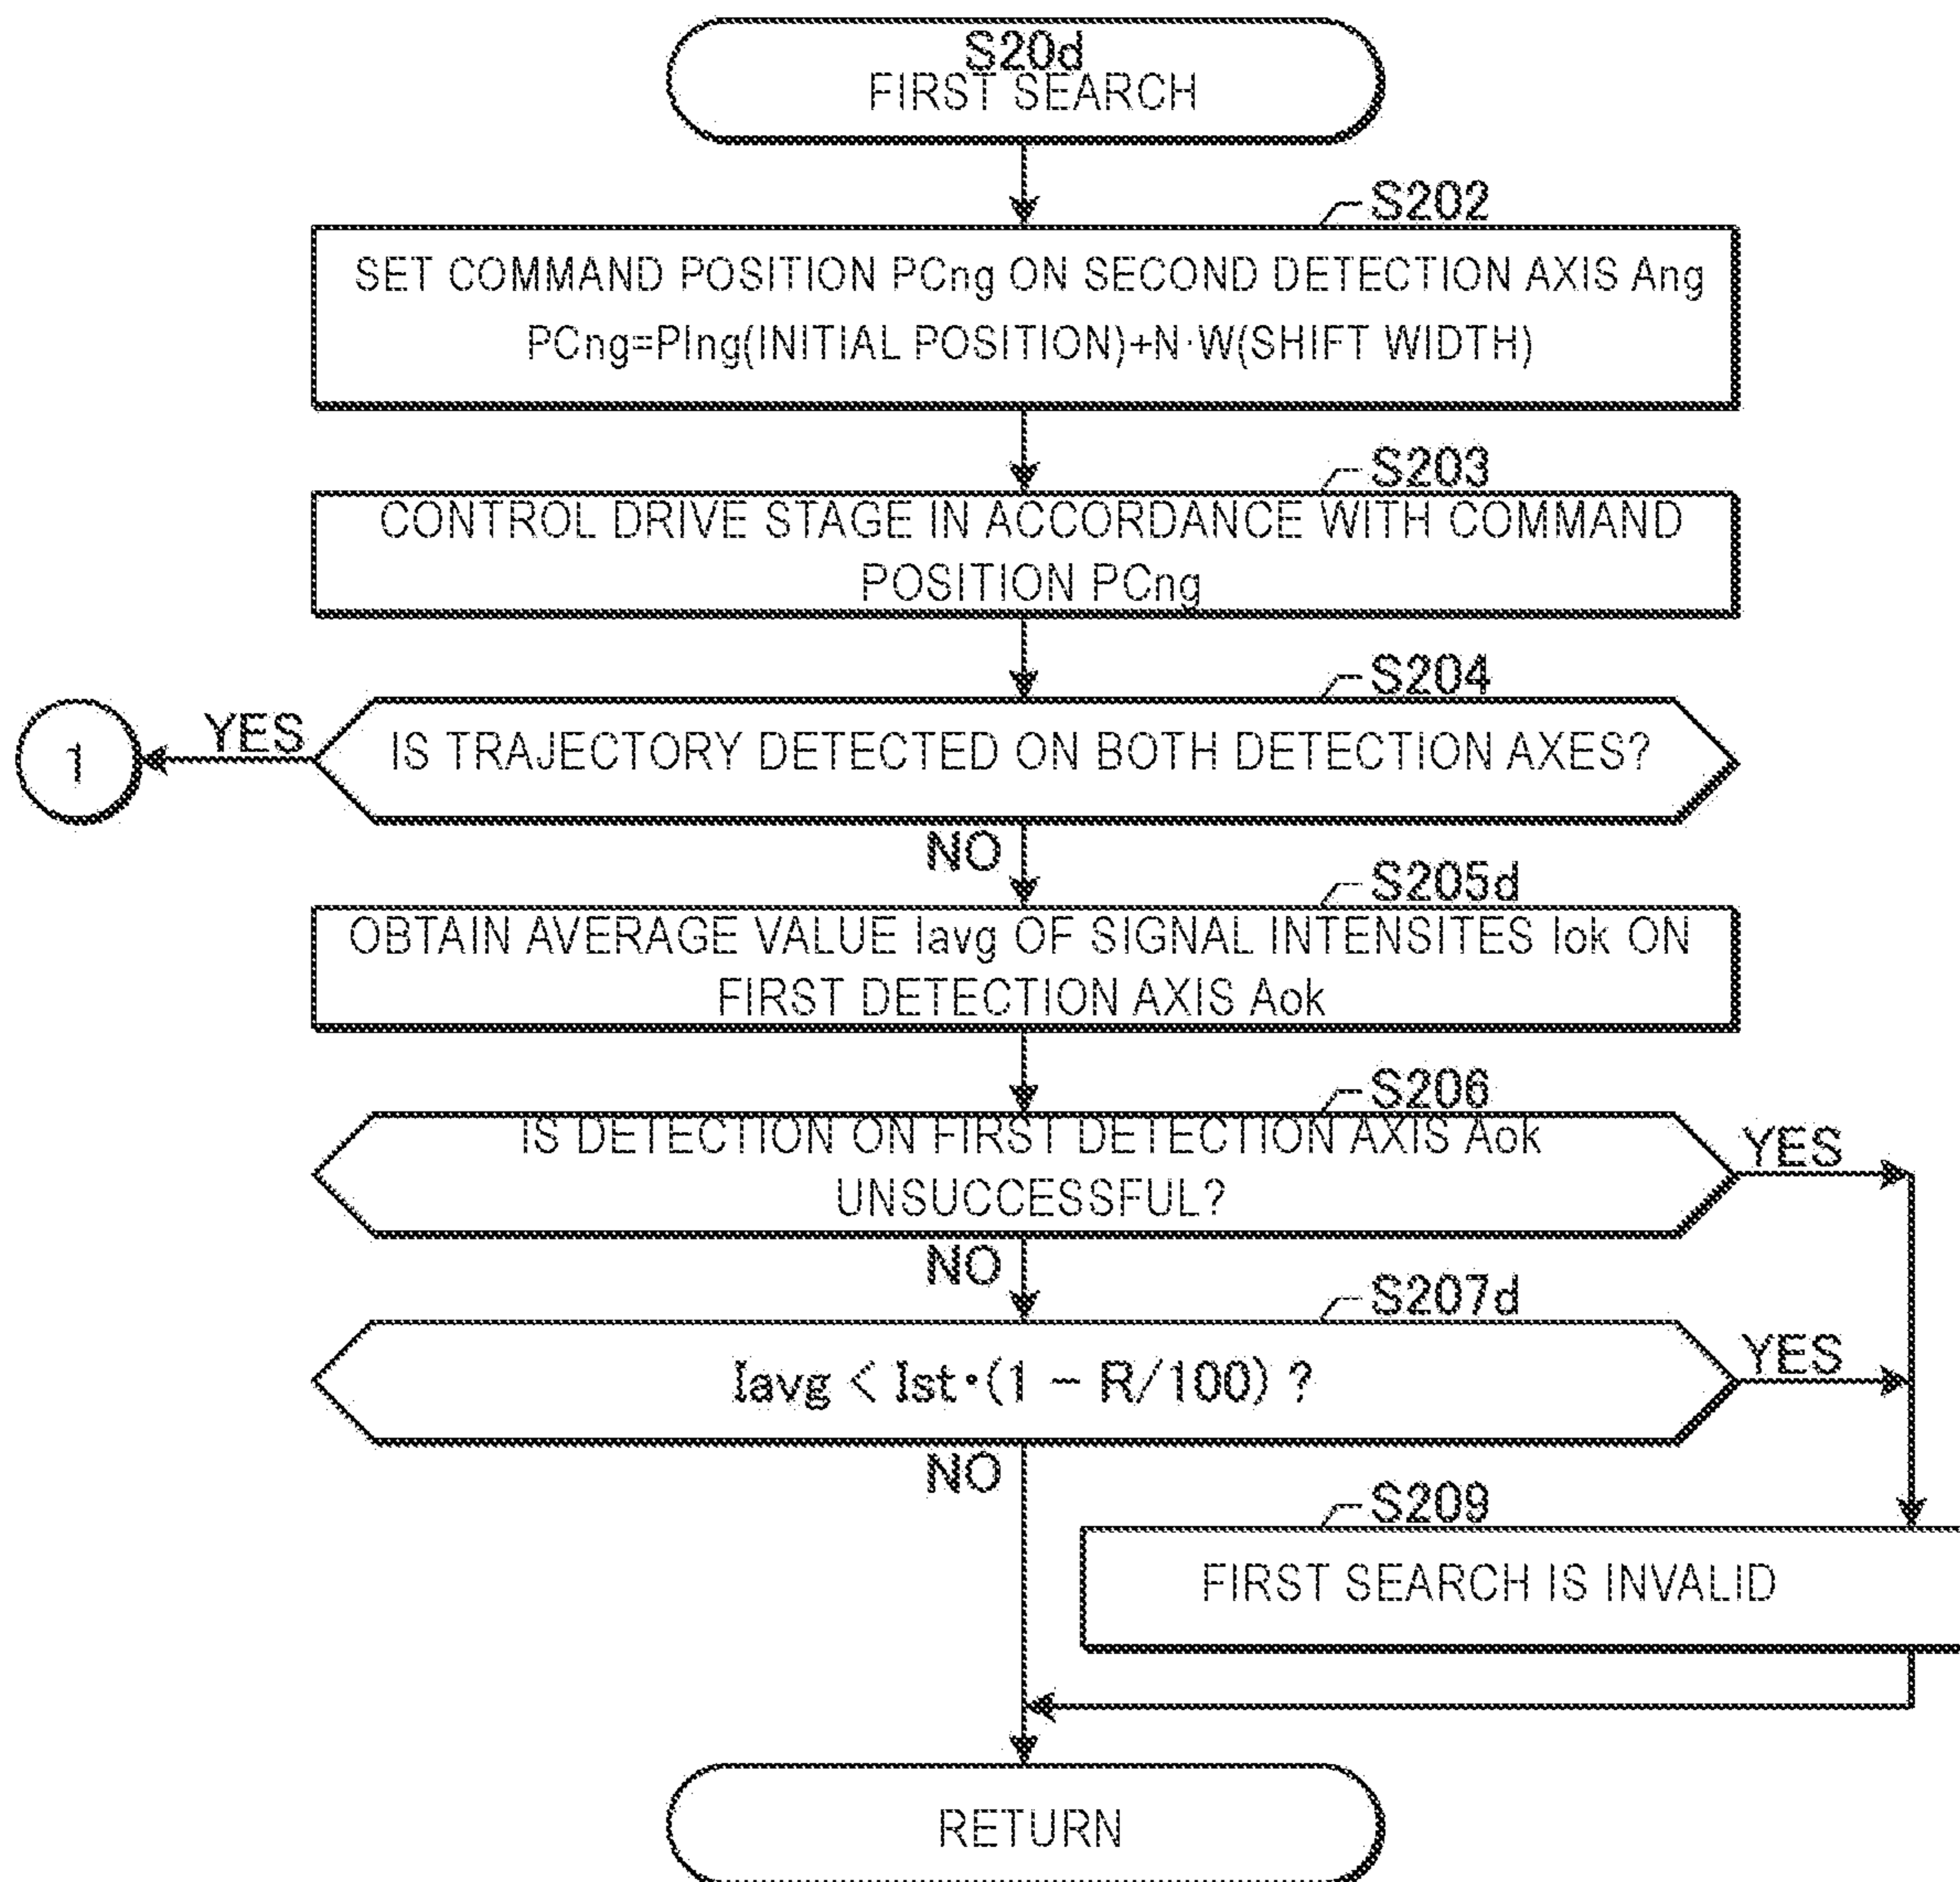 S20d
FIRST SEARCH
S202
SET COMMAND POSITION PCng ON SECOND DETECTION AXIS Ang
PCng=PIng(INITIAL POSITION)+N·W(SHIFT WIDTH)
S203
CONTROL DRIVE STAGE IN ACCORDANCE WITH COMMAND
POSITION PCng
S204
1
YES
IS TRAJECTORY DETECTED ON BOTH DETECTION AXES?
NO
S205d
OBTAIN AVERAGE VALUE Iavg OF SIGNAL INTENSITES Iok ON
FIRST DETECTION AXIS Aok
S206
IS DETECTION ON FIRST DETECTION AXIS Aok
UNSUCCESSFUL?
YES
NO
S207d
Iavg < Ist·(1 − R/100) ?
YES
NO
S209
FIRST SEARCH IS INVALID
RETURN